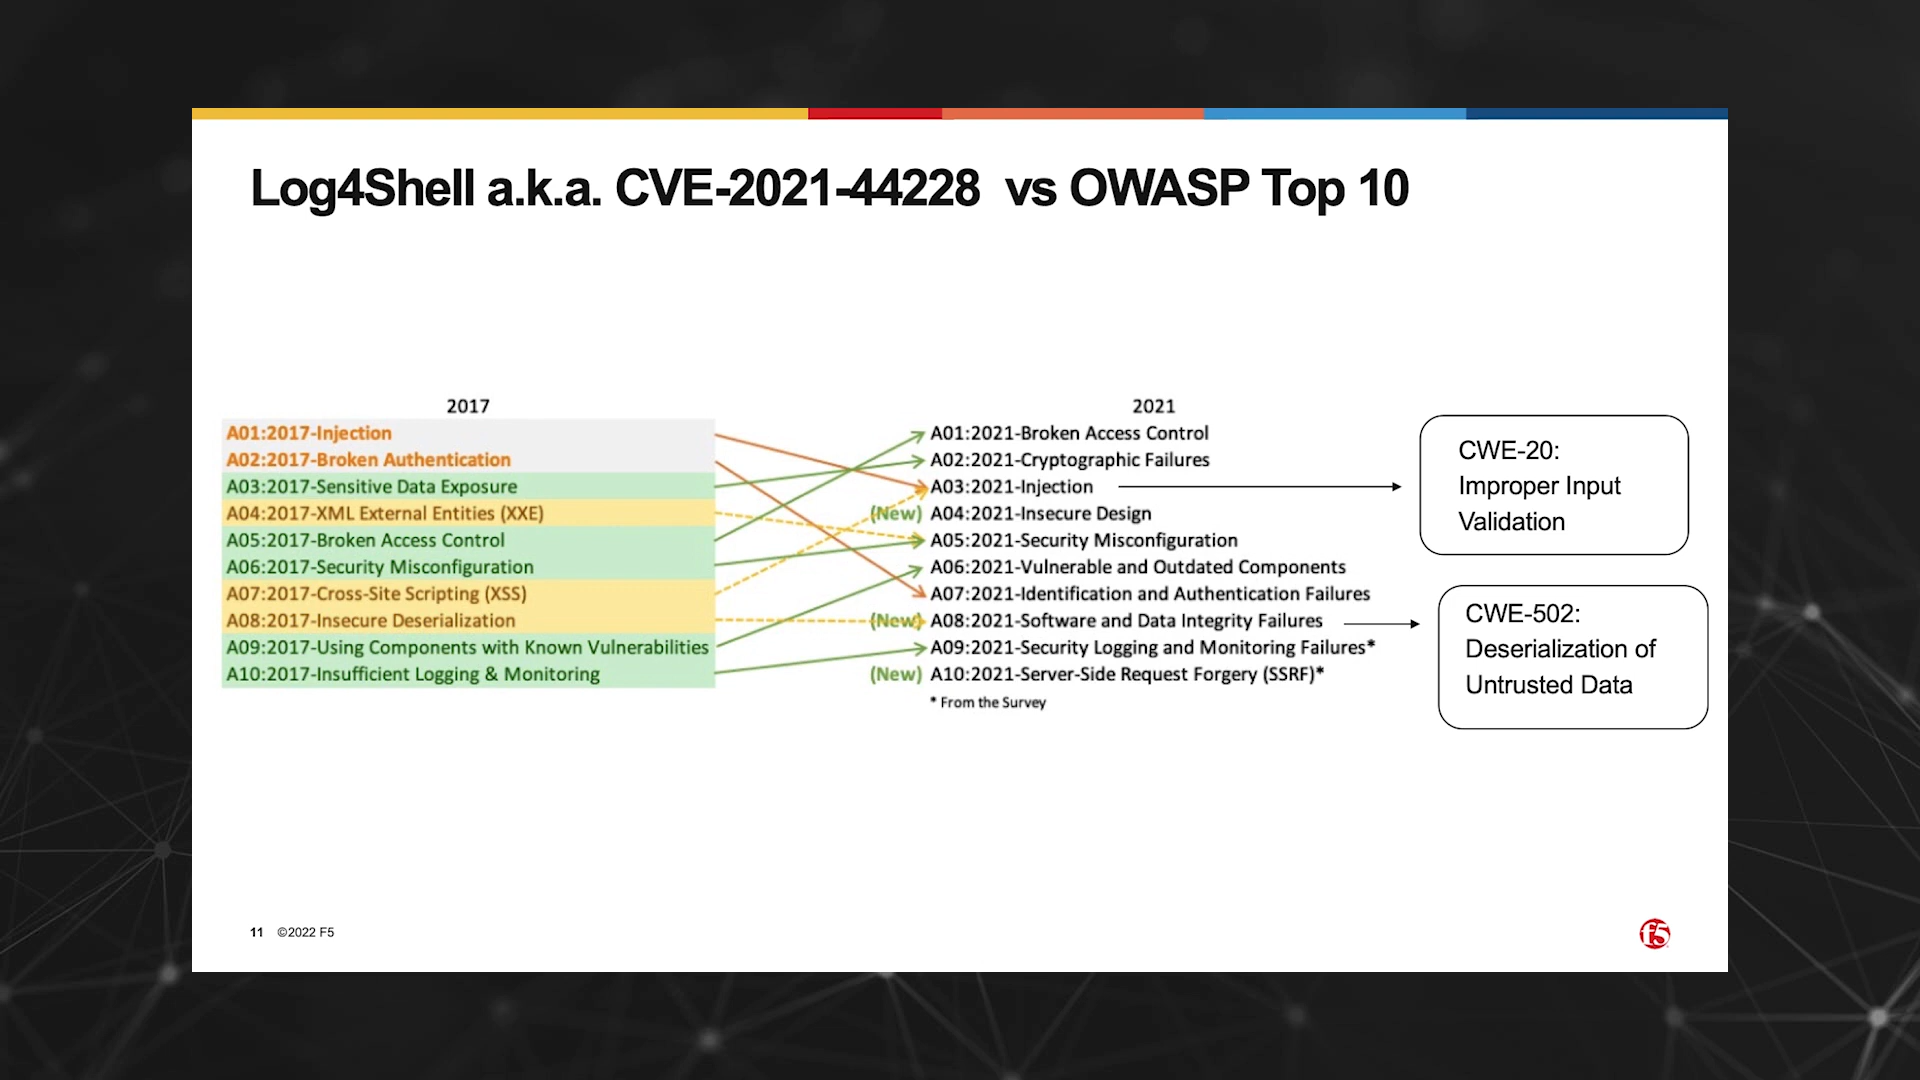 Log4Shell a.k.a. CVE-2021-44228 vs OWASP Top 10
2017
A01:2017-Injection
A02:2017-Broken Authentication
A03:2017-Sensitive Data Exposure
A04:2017-XML External Entities (XXE)
A05:2017-Broken Access Control
A06:2017-Security Misconfiguration
A07:2017-Cross-Site Scripting (XSS)
A08:2017-Insecure Deserialization
A09:2017-Using Components with Known Vulnerabilities
A10:2017-Insufficient Logging & Monitoring
2021
A01:2021-Broken Access Control
A02:2021-Cryptographic Failures
A03:2021-Injection
(New) A04:2021-Insecure Design
A05:2021-Security Misconfiguration
A06:2021-Vulnerable and Outdated Components
A07:2021-Identification and Authentication Failures
(New) A08:2021-Software and Data Integrity Failures
A09:2021-Security Logging and Monitoring Failures*
(New) A10:2021-Server-Side Request Forgery (SSRF)*
* From the Survey
CWE-20:
Improper Input
Validation
CWE-502:
Deserialization of
Untrusted Data
11 ©2022 F5
f5